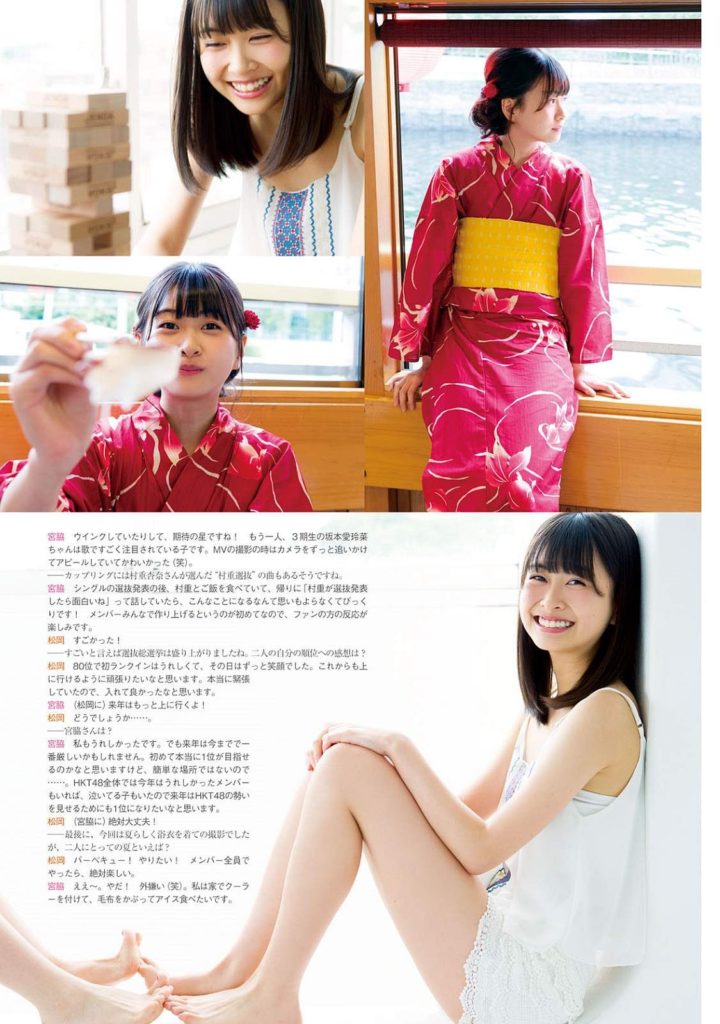 JENGA
宮脇　ウインクしていたりして、期待の星ですね！　もう一人、３期生の坂本愛玲菜
ちゃんは歌ですごく注目されている子です。MVの撮影の時はカメラをずっと追いかけ
てアピールしていてかわいかった（笑）。
――カップリングには村重杏奈さんが選んだ“村重選抜”の曲もあるそうですね。
宮脇　シングルの選抜発表の後、村重とご飯を食べていて、帰りに「村重が選抜発表
したら面白いね」って話していたら、こんなことになるなんて思いもよらなくてびっく
りです！　メンバーみんなで作り上げるというのが初めてなので、ファンの方の反応が
楽しみです。
松岡　すごかった！
――すごいと言えば選抜総選挙は盛り上がりましたね。二人の自分の順位への感想は？
松岡　80位で初ランクインはうれしくて、その日はずっと笑顔でした。これからも上
に行けるように頑張りたいなと思います。本当に緊張
していたので、入れて良かったなと思います。
宮脇　（松岡に）来年はもっと上に行くよ！
松岡　どうでしょうか……。
――宮脇さんは？
宮脇　私もうれしかったです。でも来年は今までで一
番厳しいかもしれません。初めて本当に1位が目指せ
るのかなと思いますけど、簡単な場所ではないので
……。HKT48全体では今年はうれしかったメンバー
もいれば、泣いてる子もいたので来年はHKT48の勢い
を見せるためにも1位になりたいなと思います。
松岡　（宮脇に）絶対大丈夫！
――最後に、今回は夏らしく浴衣を着ての撮影でした
が、二人にとっての夏といえば？
松岡　バーベキュー！　やりたい！　メンバー全員で
やったら、絶対楽しい。
宮脇　ええ〜。やだ！　外嫌い（笑）。私は家でクーラ
ーを付けて、毛布をかぶってアイス食べたいです。